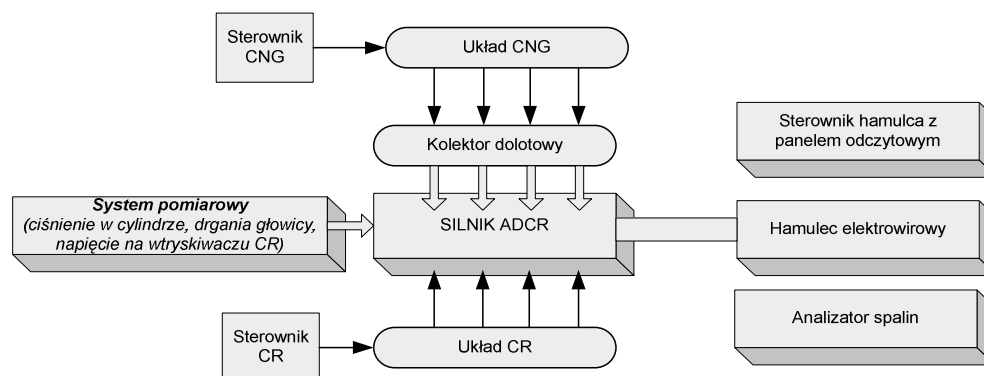 Sterownik
CNG
Układ CNG
Kolektor dolotowy
Sterownik hamulca z
panelem odczytowym
System pomiarowy
(ciśnienie w cylindrze, drgania głowicy,
napięcie na wtryskiwaczu CR)
SILNIK ADCR
Hamulec elektrowirowy
Sterownik
CR
Układ CR
Analizator spalin